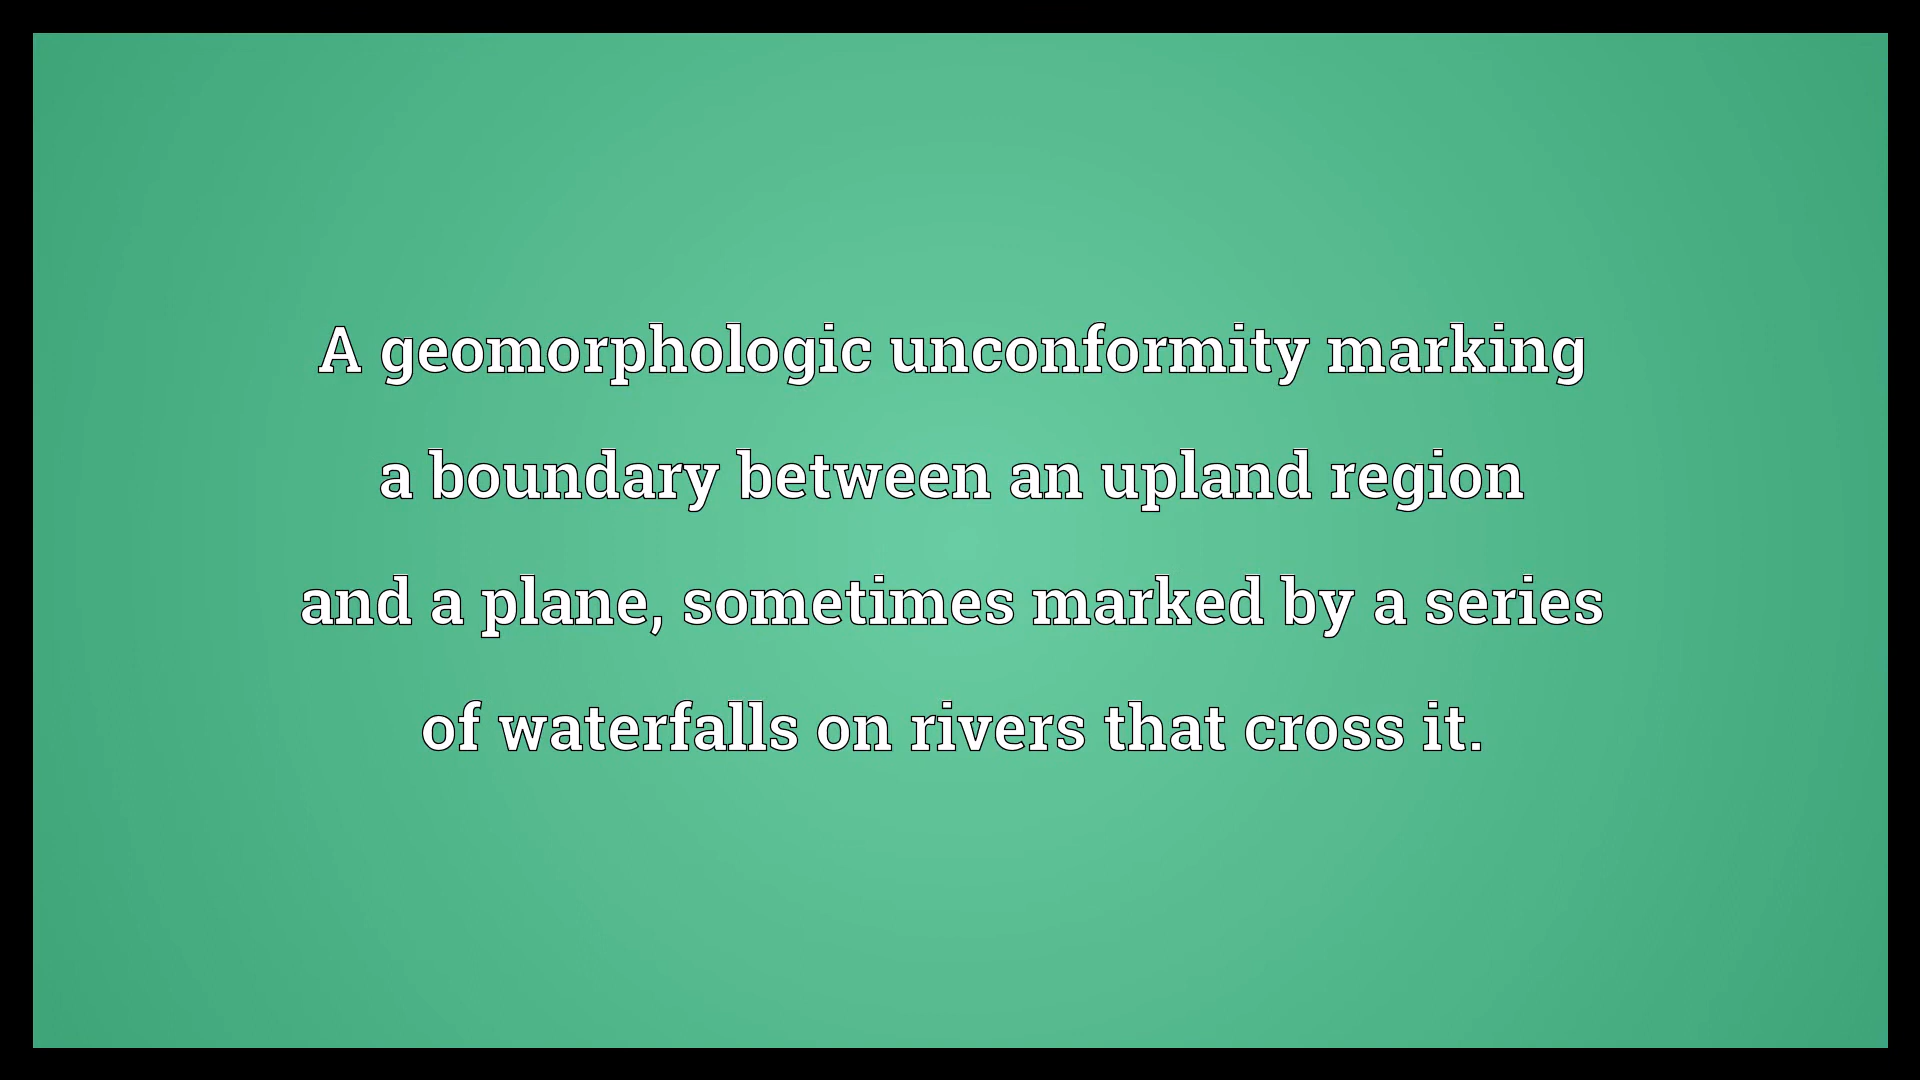 A geomorphologic unconformity marking
a boundary between an upland region
and a plane, sometimes marked by a series
of waterfalls on rivers that cross it.